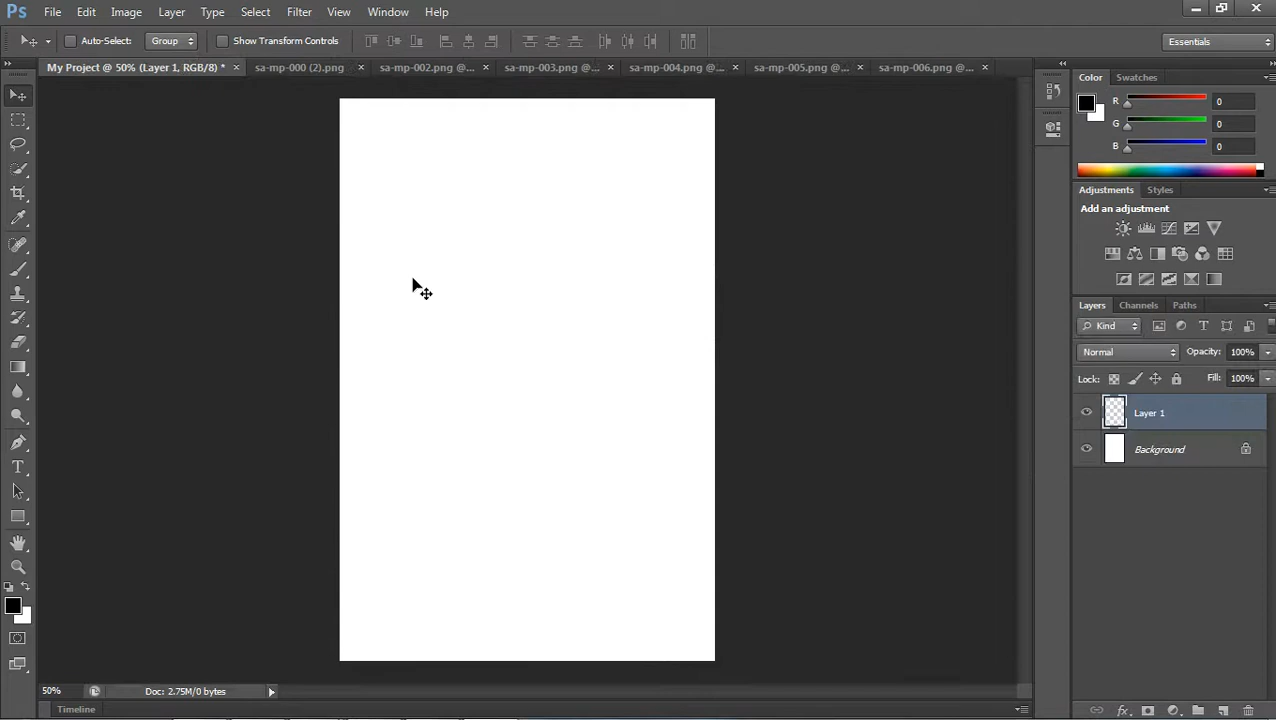 Ps File Edit Image Layer Type Select Filter View Window Help
Auto-Select: Group Show Transform Controls Essentials
My Project @ 50% (Layer 1, RGB/8) * × sa-mp-000 (2).png × sa-mp-002.png @... × sa-mp-003.png @... × sa-mp-004.png @... × sa-mp-005.png @... × sa-mp-006.png @... ×
Color Swatches
R 0
G 0
B 0
Adjustments Styles
Add an adjustment
Layers Channels Paths
Kind
Normal Opacity: 100%
Lock: Fill: 100%
Layer 1
Background
50% Doc: 2.75M/0 bytes
Timeline